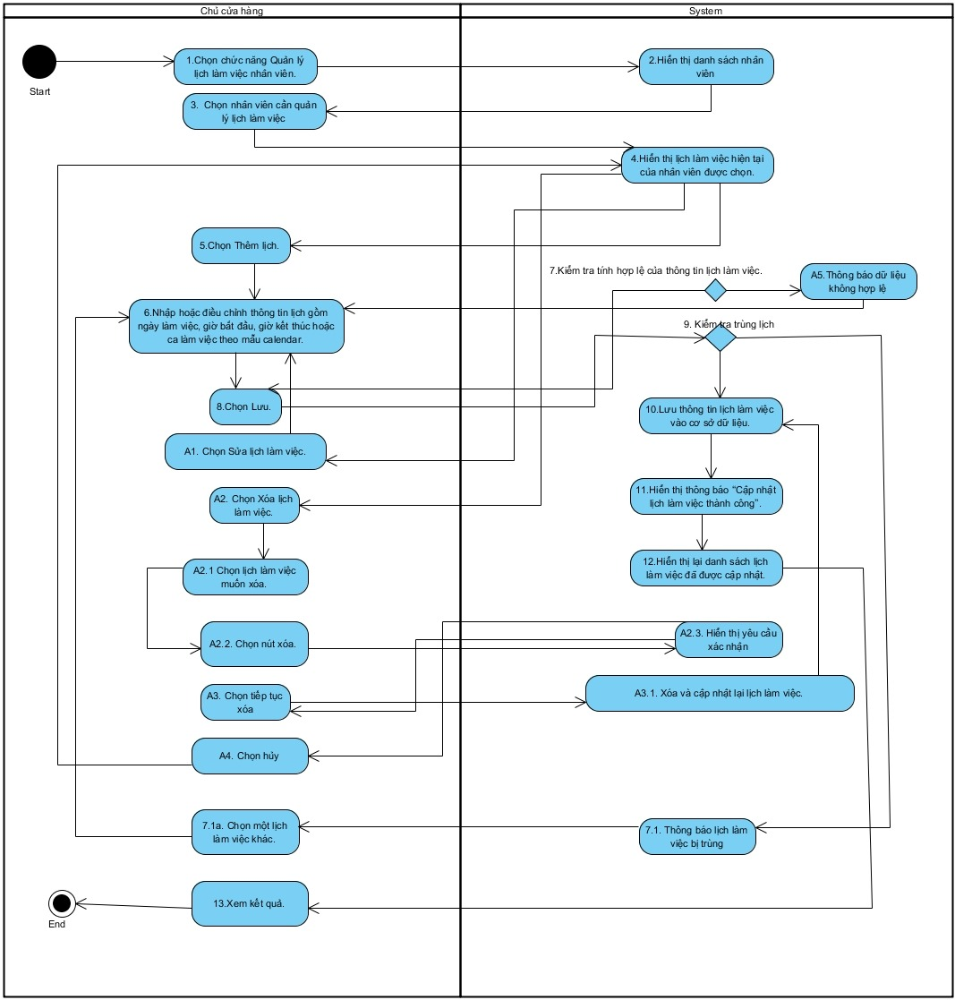 Chủ cửa hàng
System
Start
1.Chọn chức năng Quản lý
lịch làm việc nhân viên.
2.Hiển thị danh sách nhân
viên
3. Chọn nhân viên cần quản
lý lịch làm việc
4.Hiển thị lịch làm việc hiện tại
của nhân viên được chọn.
5.Chọn Thêm lịch.
7.Kiểm tra tính hợp lệ của thông tin lịch làm việc.
A5.Thông báo dữ liệu
không hợp lệ
6.Nhập hoặc điều chỉnh thông tin lịch gồm
ngày làm việc, giờ bắt đầu, giờ kết thúc hoặc
ca làm việc theo mẫu calendar.
9. Kiểm tra trùng lịch
8.Chọn Lưu.
10.Lưu thông tin lịch làm việc
vào cơ sở dữ liệu.
A1. Chọn Sửa lịch làm việc.
A2. Chọn Xóa lịch
làm việc.
11.Hiển thị thông báo “Cập nhật
lịch làm việc thành công”.
A2.1 Chọn lịch làm việc
muốn xóa.
12.Hiển thị lại danh sách lịch
làm việc đã được cập nhật.
A2.2. Chọn nút xóa.
A2.3. Hiển thị yêu cầu
xác nhận
A3. Chọn tiếp tục
xóa
A3.1. Xóa và cập nhật lại lịch làm việc.
A4. Chọn hủy
7.1a. Chọn một lịch
làm việc khác.
7.1. Thông báo lịch làm
việc bị trùng
13.Xem kết quả.
End